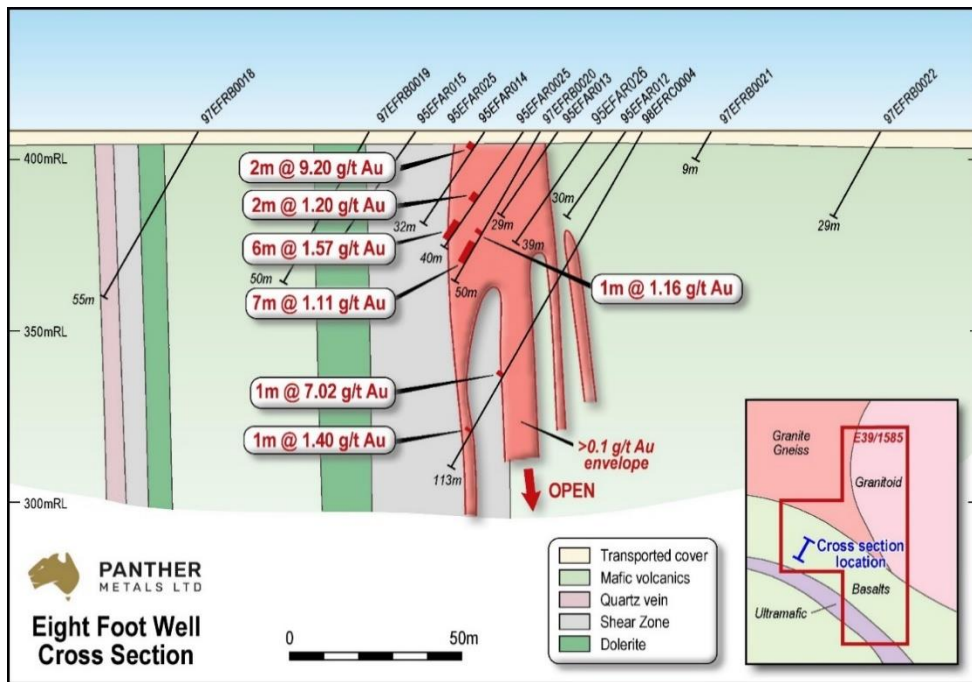 97EFRB0018
97EFRB0019
95EFAR015
95EFAR025
95EFAR014
95EFAR0025
97EFRB0020
95EFAR013
95EFAR026
95EFAR012
98EFRC0004
97EFRB0021
97EFRB0022
400mRL
350mRL
300mRL
2m @ 9.20 g/t Au
2m @ 1.20 g/t Au
6m @ 1.57 g/t Au
7m @ 1.11 g/t Au
1m @ 7.02 g/t Au
1m @ 1.40 g/t Au
1m @ 1.16 g/t Au
55m
50m
32m
40m
50m
29m
39m
30m
113m
9m
29m
>0.1 g/t Au
envelope
OPEN
PANTHER
METALS LTD
Eight Foot Well
Cross Section
0
50m
Transported cover
Mafic volcanics
Quartz vein
Shear Zone
Dolerite
Granite
Gneiss
E39/1585
Granitoid
Cross section
location
Basalts
Ultramafic